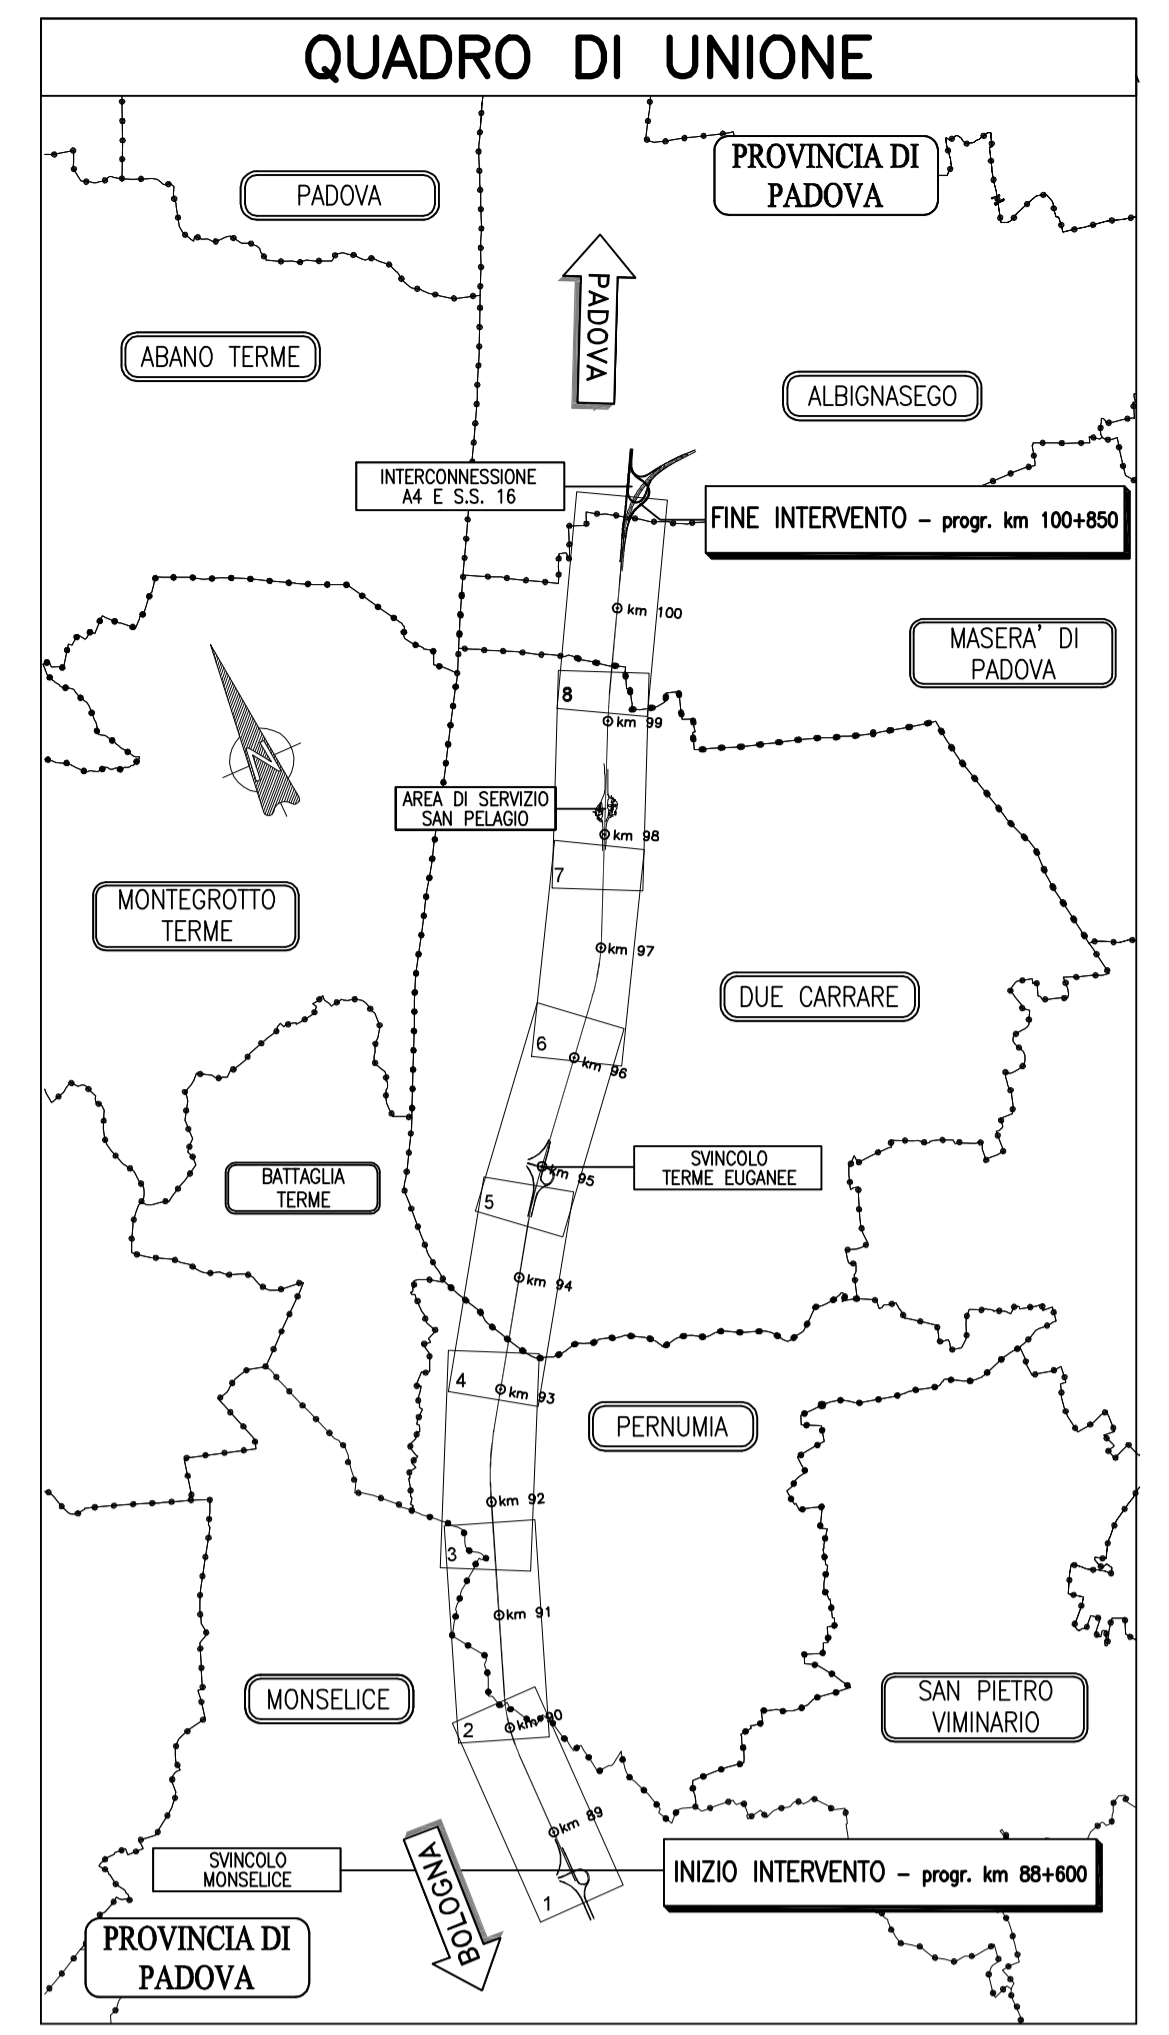 QUADRO DI UNIONE
PROVINCIA DI
PADOVA
PADOVA
PADOVA
ABANO TERME
ALBIGNASEGO
INTERCONNESSIONE
A4 E S.S. 16
FINE INTERVENTO – progr. km 100+850
km 100
MASERA' DI
PADOVA
8
km 99
N
AREA DI SERVIZIO
SAN PELAGIO
km 98
7
MONTEGROTTO
TERME
km 97
DUE CARRARE
6
km 96
SVINCOLO
TERME EUGANEE
km 95
BATTAGLIA
TERME
5
km 94
4
km 93
PERNUMIA
km 92
3
km 91
MONSELICE
SAN PIETRO
VIMINARIO
2
km 90
km 89
BOLOGNA
SVINCOLO
MONSELICE
INIZIO INTERVENTO – progr. km 88+600
1
PROVINCIA DI
PADOVA